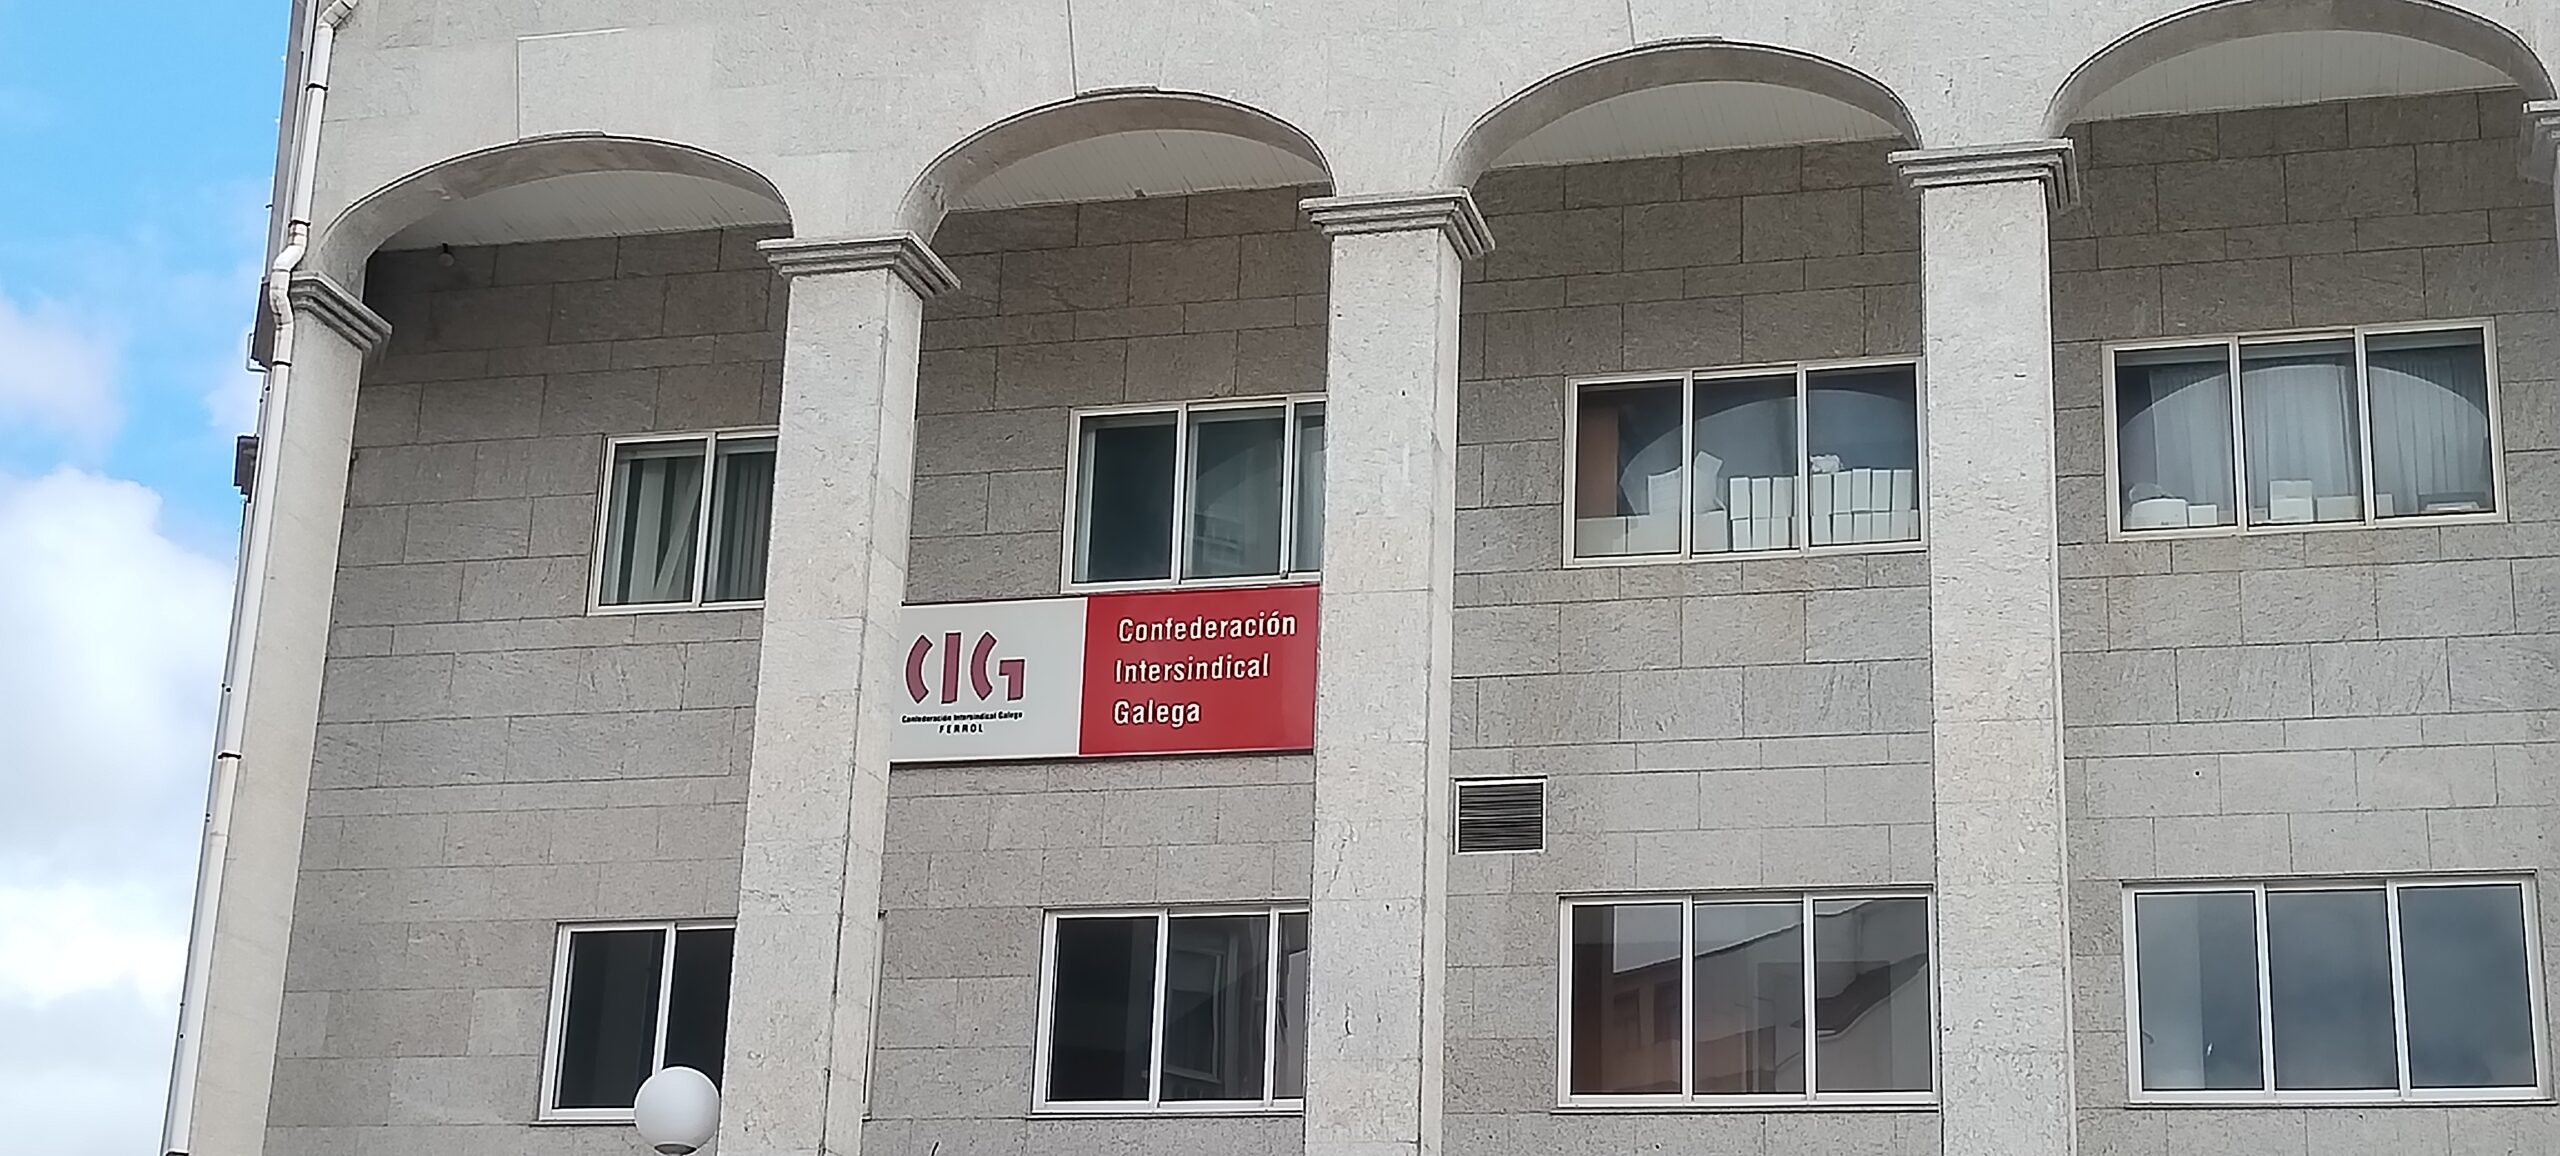 CIG
Confederación Intersindical Galega
FERROL
Confederación
Intersindical
Galega